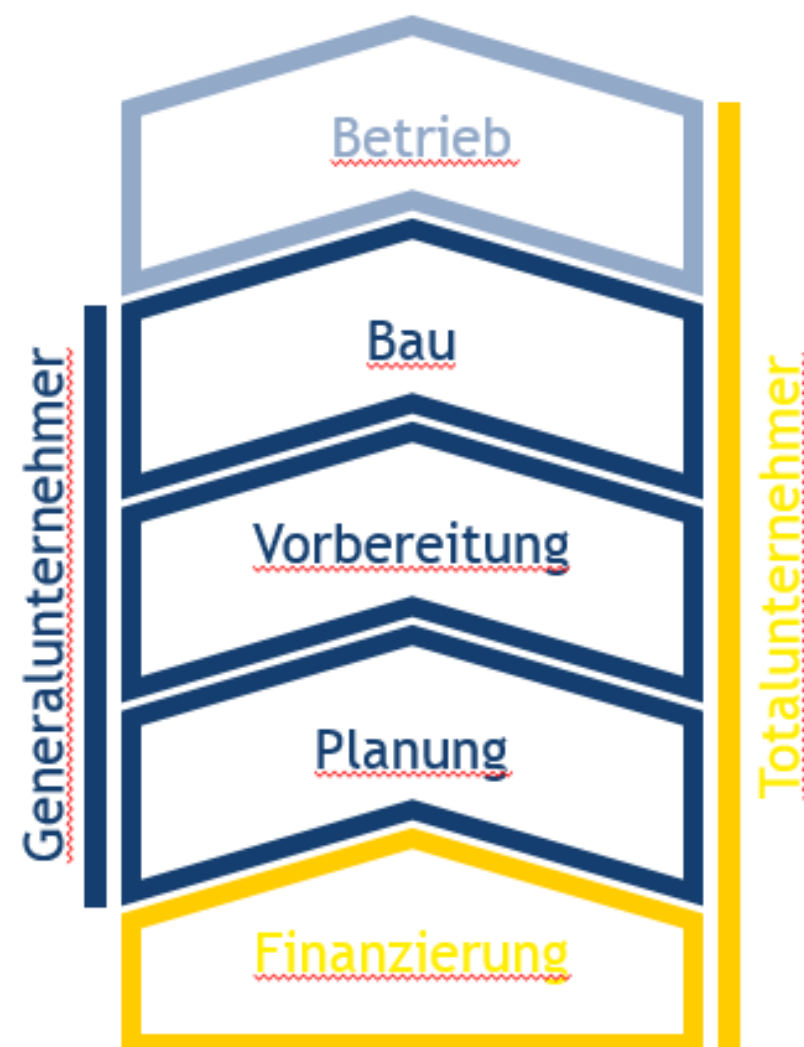 Betrieb
Bau
Vorbereitung
Planung
Finanzierung
Generalunternehmer
Totalunternehmer